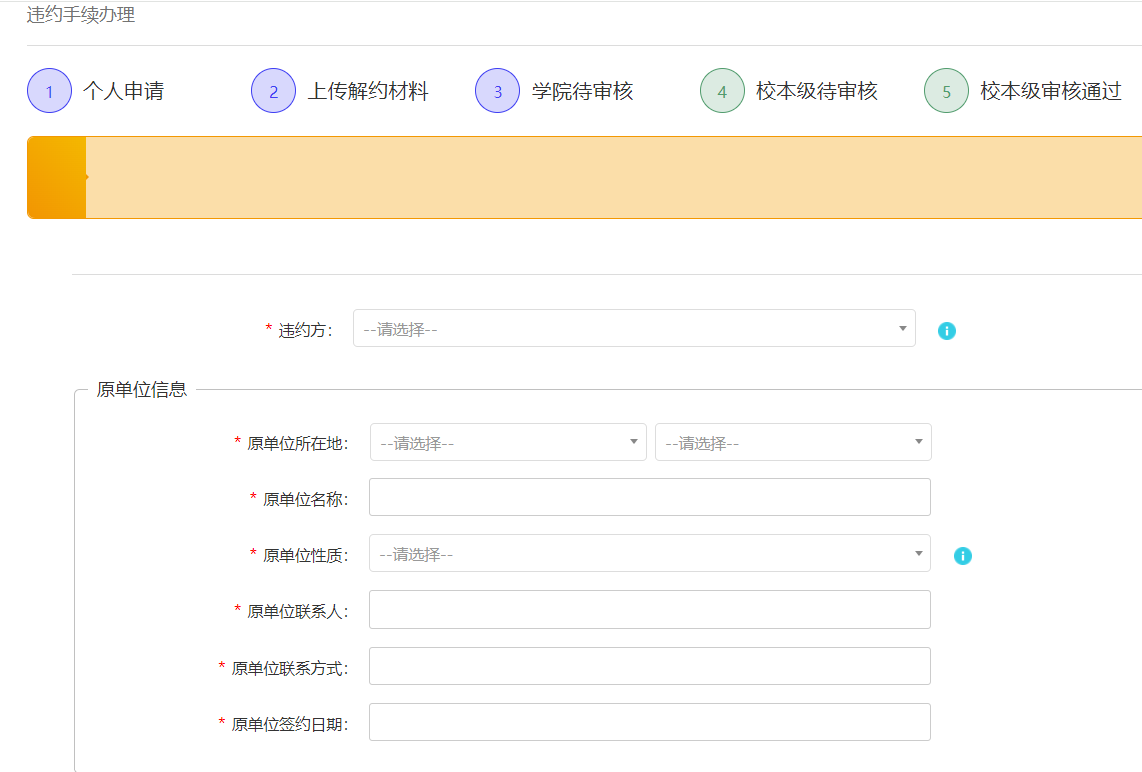 违约手续办理
1 个人申请 2 上传解约材料 3 学院待审核 4 校本级待审核 5 校本级审核通过
* 违约方： --请选择--
原单位信息
* 原单位所在地： --请选择-- --请选择--
* 原单位名称：
* 原单位性质： --请选择--
* 原单位联系人：
* 原单位联系方式：
* 原单位签约日期：